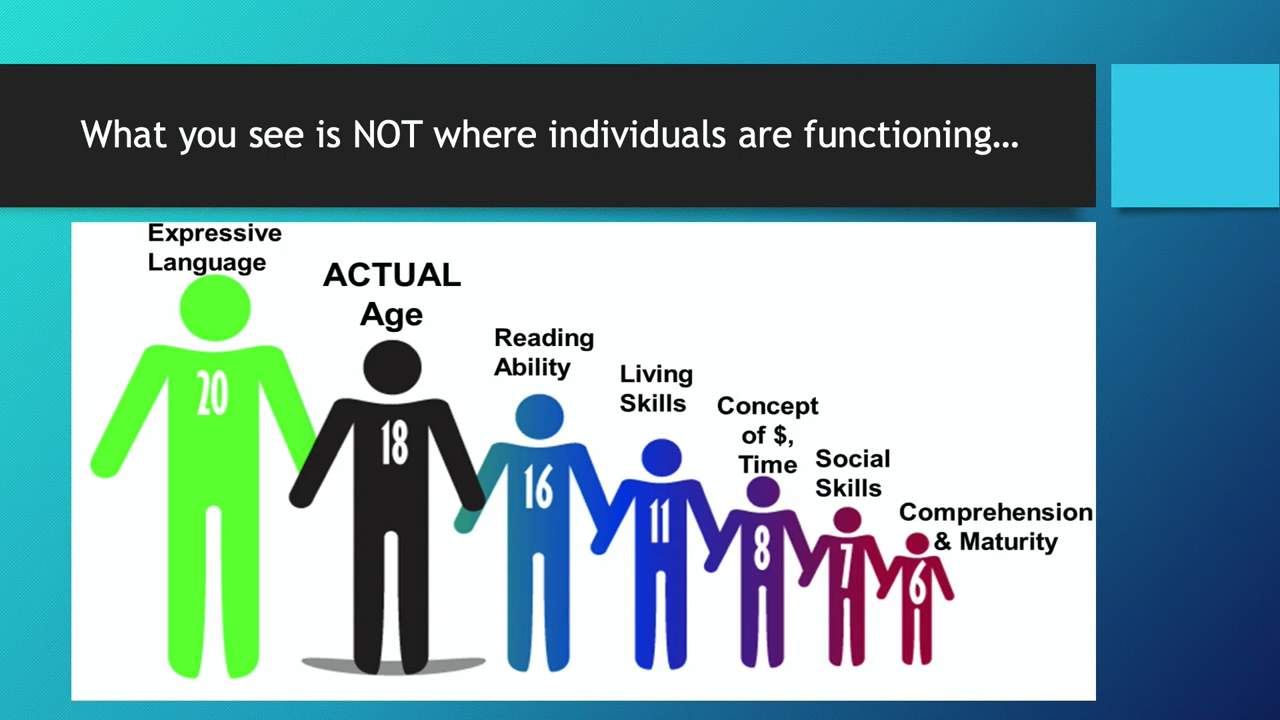 What you see is NOT where individuals are functioning…
Expressive
Language
20
ACTUAL
Age
18
Reading
Ability
16
Living
Skills
11
Concept
of $,
Time
8
Social
Skills
7
Comprehension
& Maturity
6